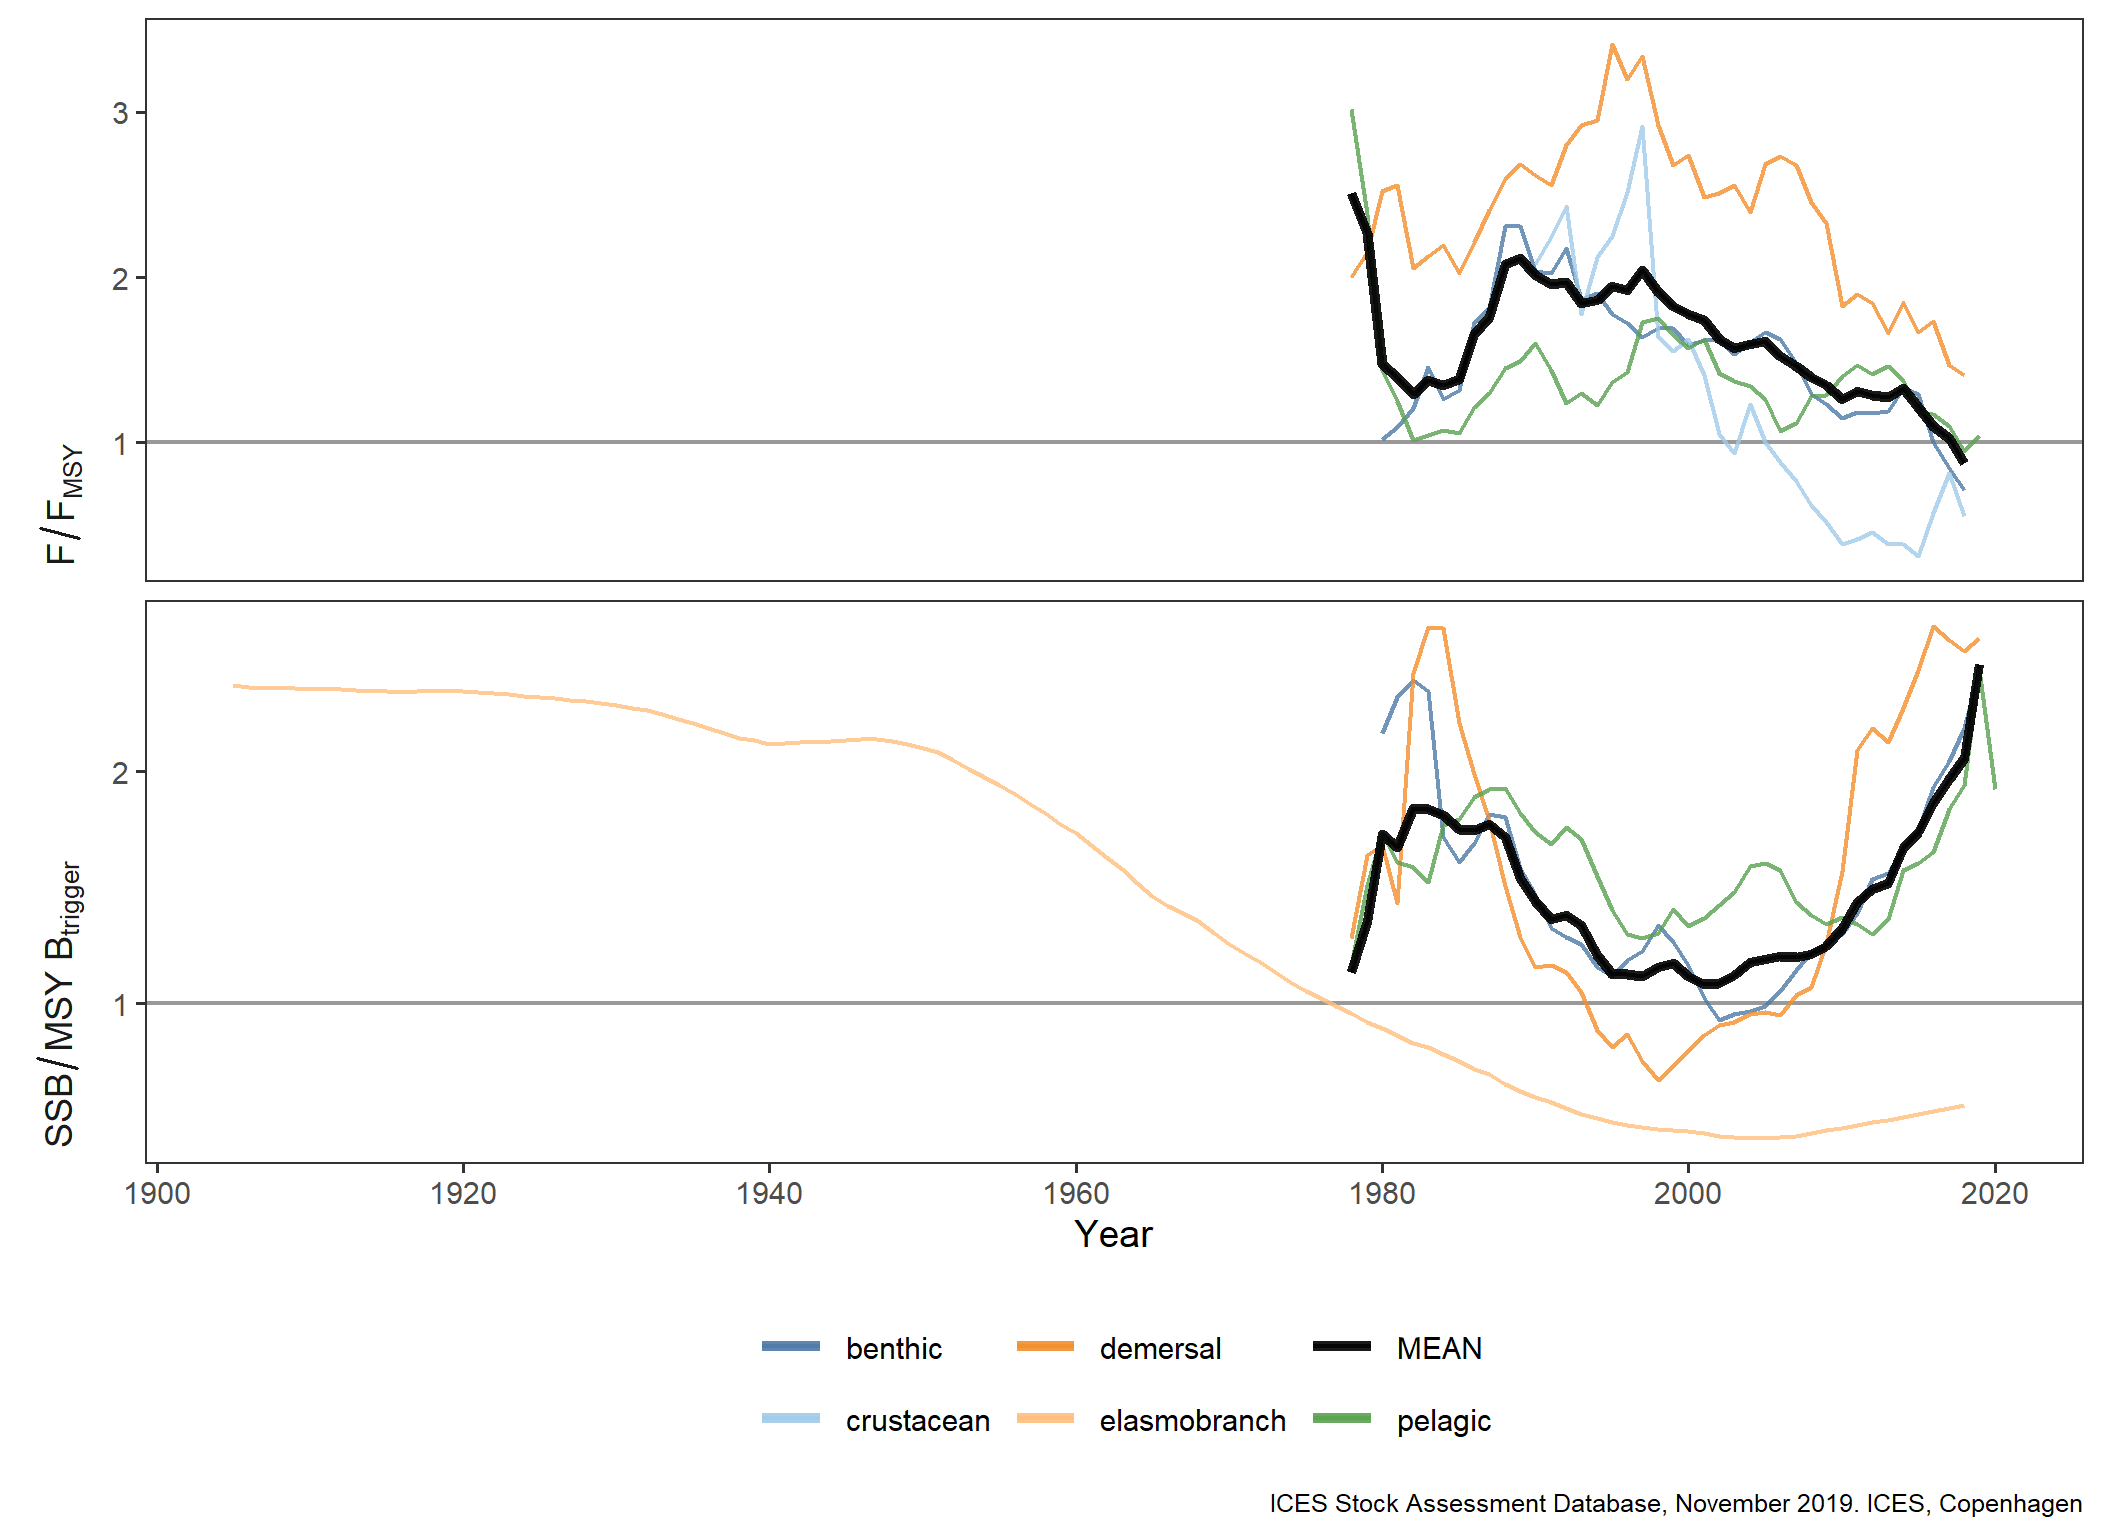 3
2
1
F / FMSY
2
1
SSB / MSY Btrigger
1900 1920 1940 1960 1980 2000 2020
Year
benthic demersal MEAN
crustacean elasmobranch pelagic
ICES Stock Assessment Database, November 2019. ICES, Copenhagen